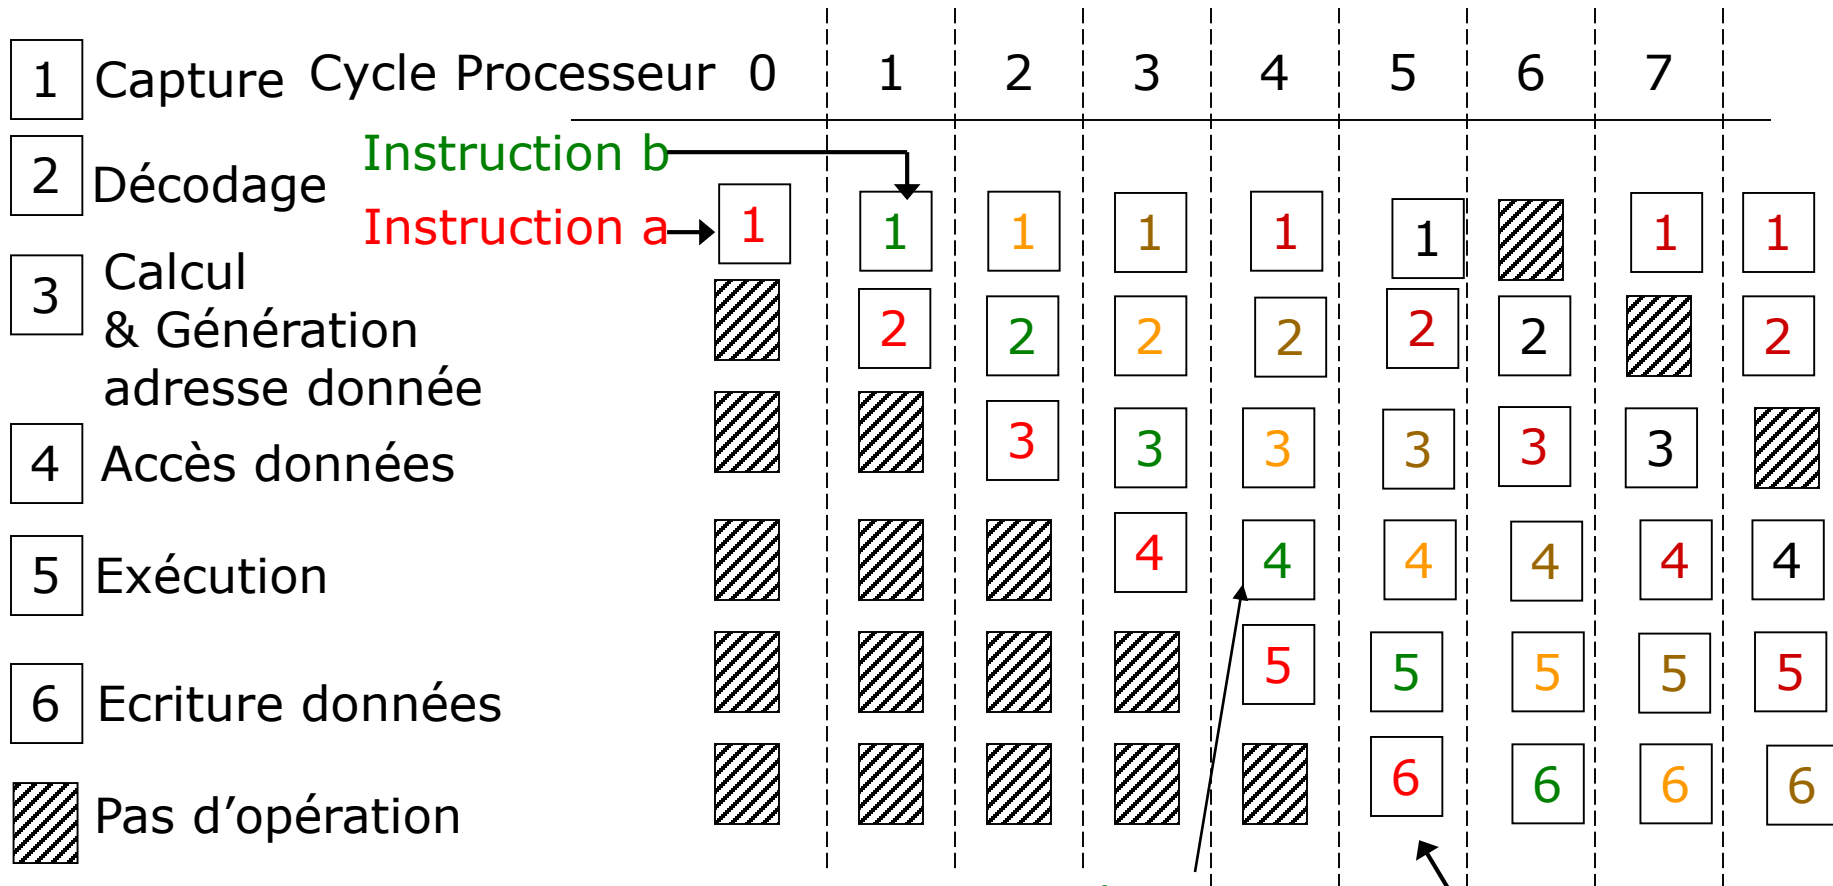 Cycle Processeur 0 1 2 3 4 5 6 7
1 Capture
2 Décodage
3 Calcul
& Génération
adresse donnée
4 Accès données
5 Exécution
6 Ecriture données
Pas d’opération
Instruction b
Instruction a
1 1 1 1 1 1 1 1
2 2 2 2 2 2 2
3 3 3 3 3 3
4 4 4 4 4 4
5 5 5 5 5
6 6 6 6